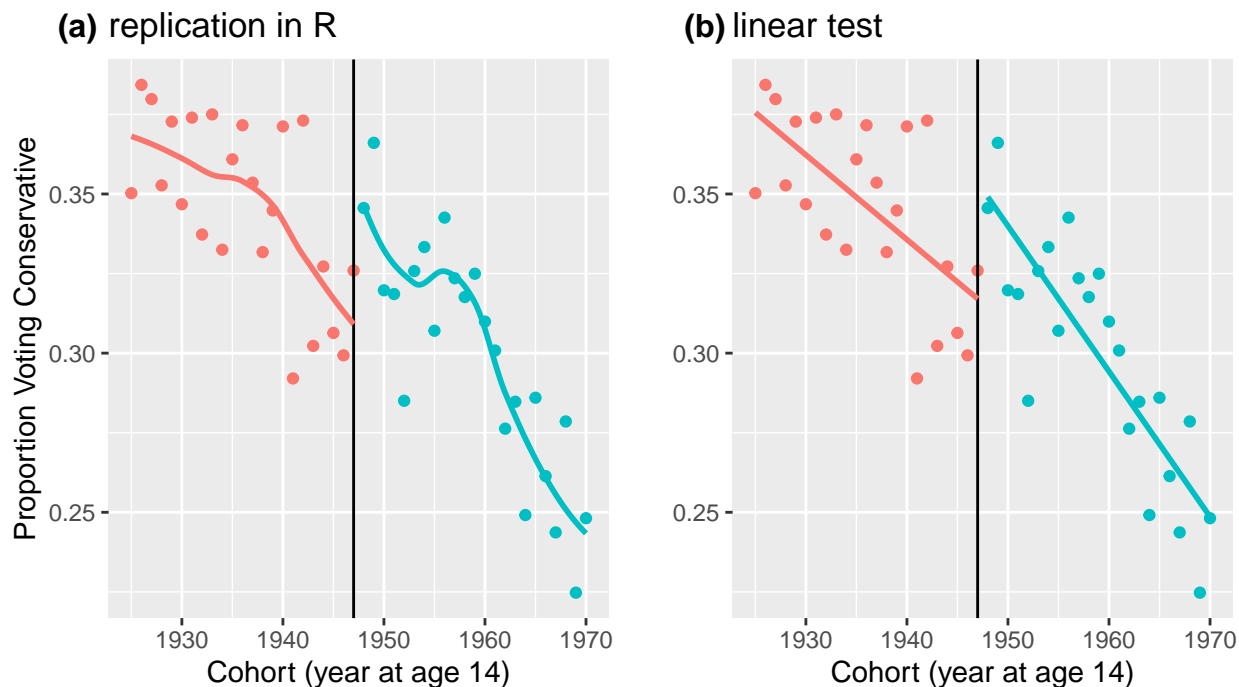 (a) replication in R
(b) linear test
Proportion Voting Conservative
0.35
0.30
0.25
0.35
0.30
0.25
1930 1940 1950 1960 1970
1930 1940 1950 1960 1970
Cohort (year at age 14)
Cohort (year at age 14)